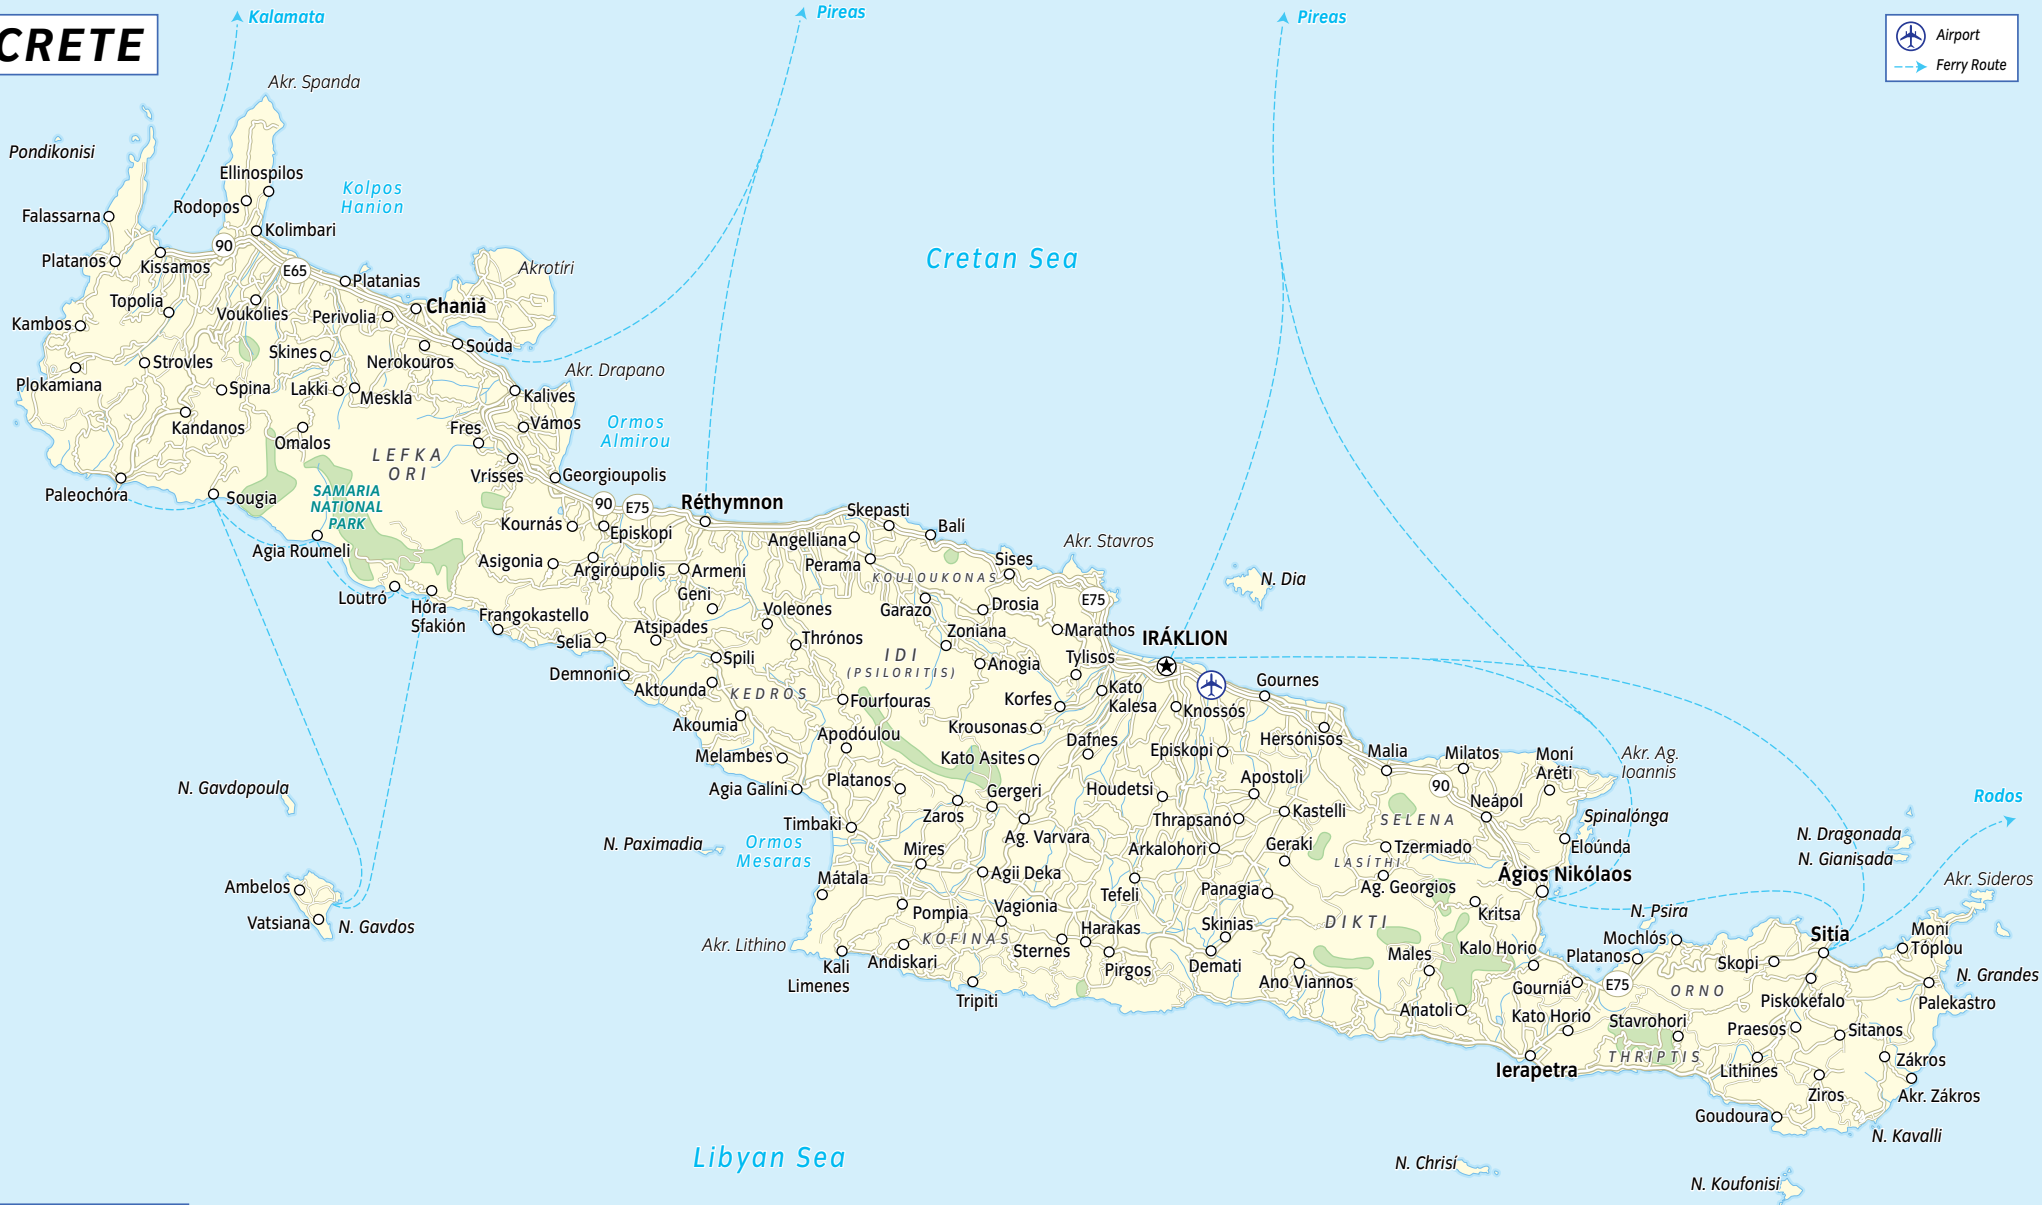 CRETE
Kalamata
Pireas
Pireas
Airport
Ferry Route
Akr. Spanda
Pondikonisi
Ellinospilos
Kolpos
Hanion
Rodopos
Falassarna
Kolimbari
90
Platanos
Kissamos
E65
Akrotíri
Cretan Sea
Platanias
Topolia
Voukolies
Perivolia
Chaniá
Kambos
Soúda
Strovles
Skines
Nerokouros
Akr. Drapano
Plokamiana
Spina
Lakki
Meskla
Kalives
Kandanos
Omalos
Fres
Vámos
Ormos
Almirou
LEFKA
ORI
Vrísses
Georgioupolis
Paleochóra
Sougia
SAMARIA
NATIONAL
PARK
90
E75
Réthymnon
Skepasti
Kournás
Episkopi
Angelliana
Balí
Agia Roumeli
Asigonia
Argiróupolis
Armeni
Perama
KOULOUKONAS
Sises
Akr. Stavros
N. Dia
Loutró
Hóra
Sfakión
Frangokastello
Geni
Voleones
Garazo
Drosia
E75
Selia
Atsipades
Thrónos
Zoniana
Marathos
IRÁKLION
Demnoni
Spili
IDI
(PSILORITIS)
Anogia
Tylisos
Aktounda
KEDROS
Fourfouras
Korfes
Kato
Kalesa
Knossós
Gournes
Akoumia
Apodóulou
Krousonas
Dafnes
Episkopi
Hersónisos
Melambes
Kato Asites
Malia
Milatos
Moní
Aréti
Akr. Ag.
Ioannis
N. Gavdopoula
Agia Galíni
Platanos
Zaros
Gergeri
Houdetsi
Apostoli
90
Neápol
Rodos
Timbaki
Ag. Varvara
Thrapsanó
Kastelli
SELENA
Spinalónga
N. Paximadia
Ormos
Mesaras
Mires
Arkalohori
Geraki
Tzermiado
Eloúnda
N. Dragonada
N. Gianisada
LASÍTHI
Mátala
Agii Deka
Tefeli
Panagia
Ag. Georgios
Ágios Nikólaos
Akr. Sideros
Ambelos
Vatsiana
N. Gavdos
Pompia
Vagionia
Skinias
DIKTI
Kritsa
N. Psira
Akr. Lithino
KOFINAS
Sternes
Harakas
Mochlós
Sitía
Moní
Tóplou
Kali
Limenes
Andiskari
Pirgos
Demati
Males
Kalo Horio
Platanos
Skopi
N. Grandes
Tripiti
Ano Viannos
Gourniá
E75
ORNO
Piskokefalo
Palekastro
Anatoli
Kato Horio
Stavrohori
Praesos
Sitanos
THRIPTIS
Ierapetra
Lithines
Zákros
Ziros
Akr. Zákros
Goudoura
N. Kavalli
Libyan Sea
N. Chrisí
N. Koufonisi